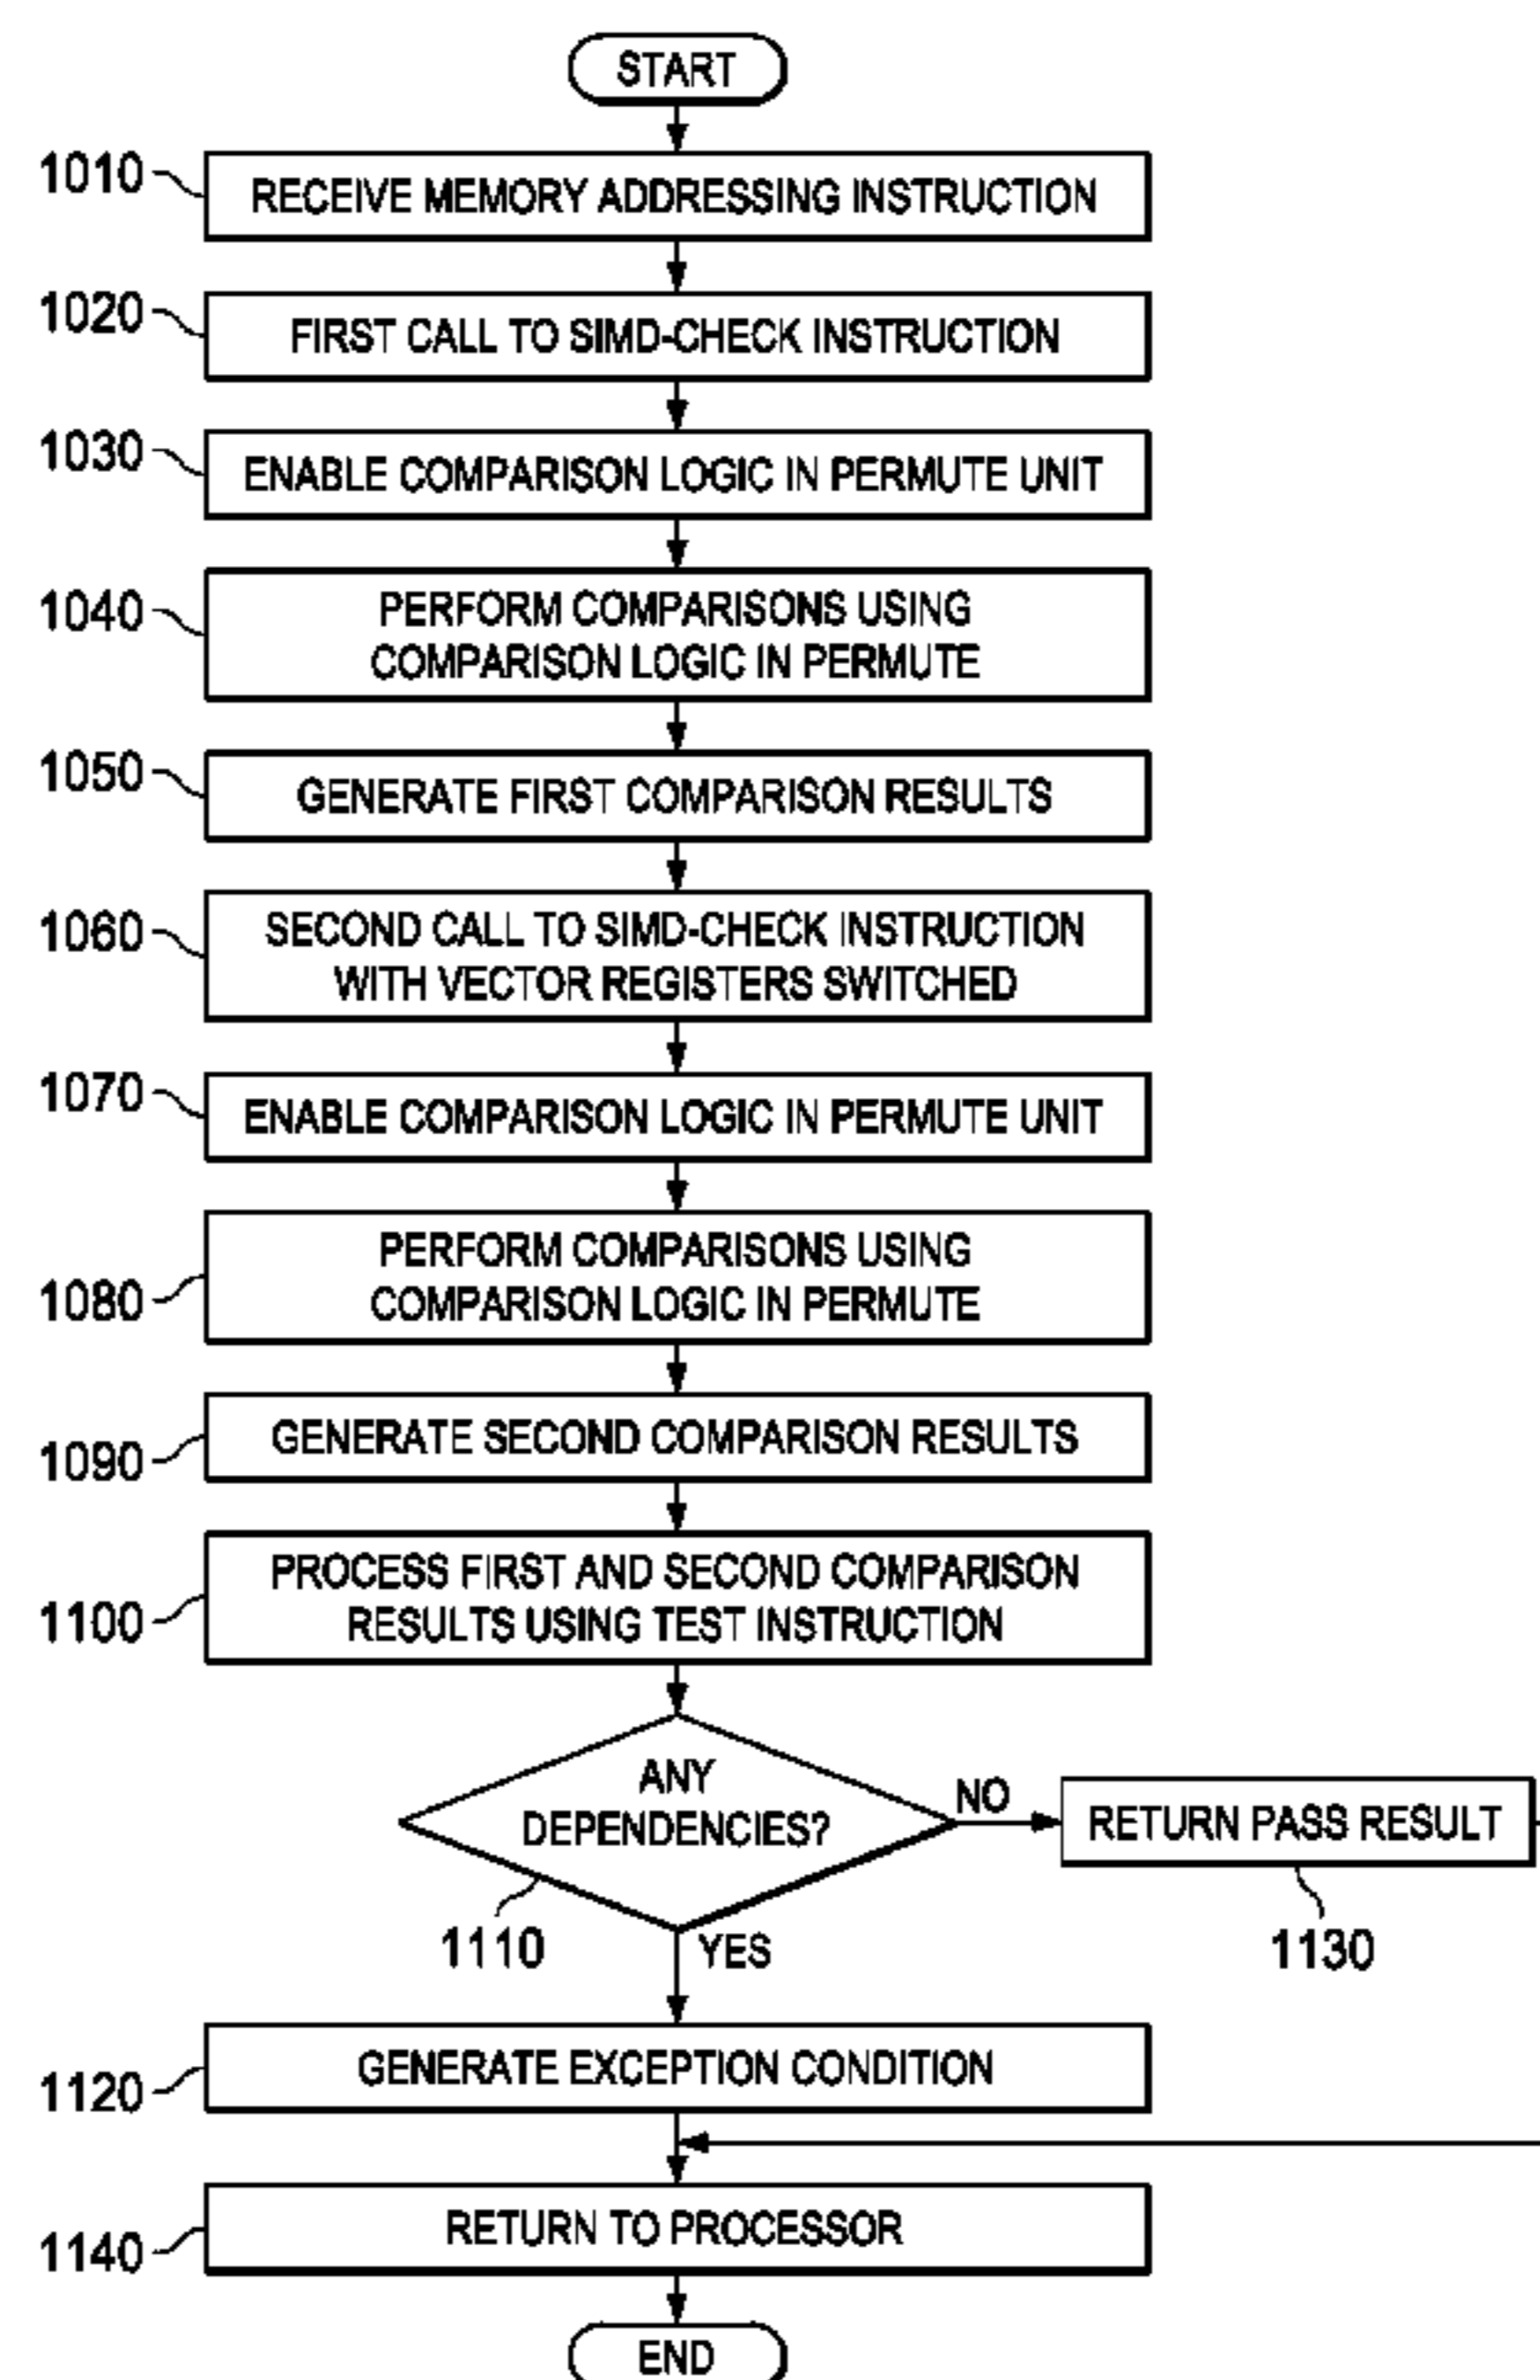 START
1010
RECEIVE MEMORY ADDRESSING INSTRUCTION
1020
FIRST CALL TO SIMD-CHECK INSTRUCTION
1030
ENABLE COMPARISON LOGIC IN PERMUTE UNIT
1040
PERFORM COMPARISONS USING
COMPARISON LOGIC IN PERMUTE
1050
GENERATE FIRST COMPARISON RESULTS
1060
SECOND CALL TO SIMD-CHECK INSTRUCTION
WITH VECTOR REGISTERS SWITCHED
1070
ENABLE COMPARISON LOGIC IN PERMUTE UNIT
1080
PERFORM COMPARISONS USING
COMPARISON LOGIC IN PERMUTE
1090
GENERATE SECOND COMPARISON RESULTS
1100
PROCESS FIRST AND SECOND COMPARISON
RESULTS USING TEST INSTRUCTION
ANY
DEPENDENCIES?
NO
RETURN PASS RESULT
1110
YES
1130
1120
GENERATE EXCEPTION CONDITION
1140
RETURN TO PROCESSOR
END